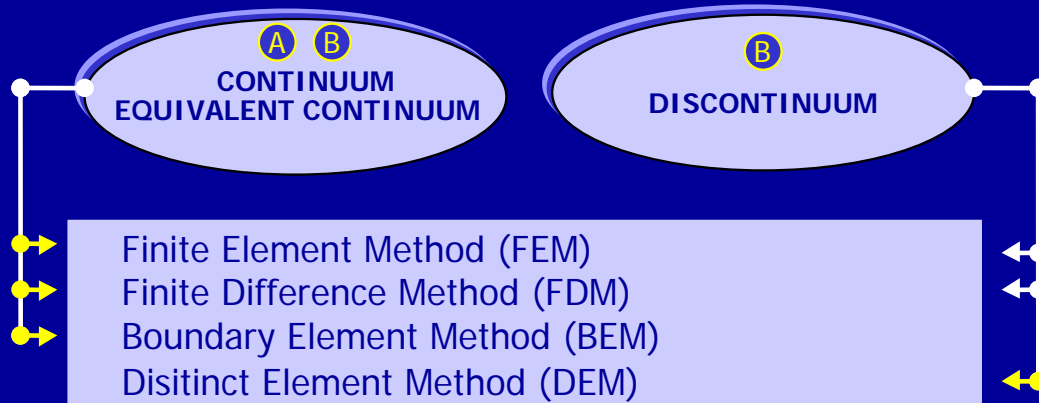 A B
CONTINUUM
EQUIVALENT CONTINUUM
B
DISCONTINUUM
Finite Element Method (FEM)
Finite Difference Method (FDM)
Boundary Element Method (BEM)
Disitinct Element Method (DEM)